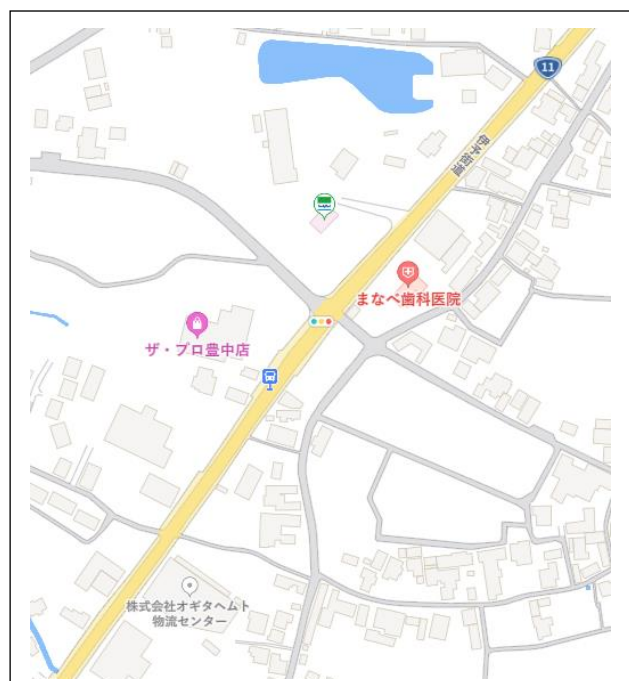 11
伊予街道
まなべ歯科医院
ザ・プロ豊中店
株式会社オギタヘムト
物流センター